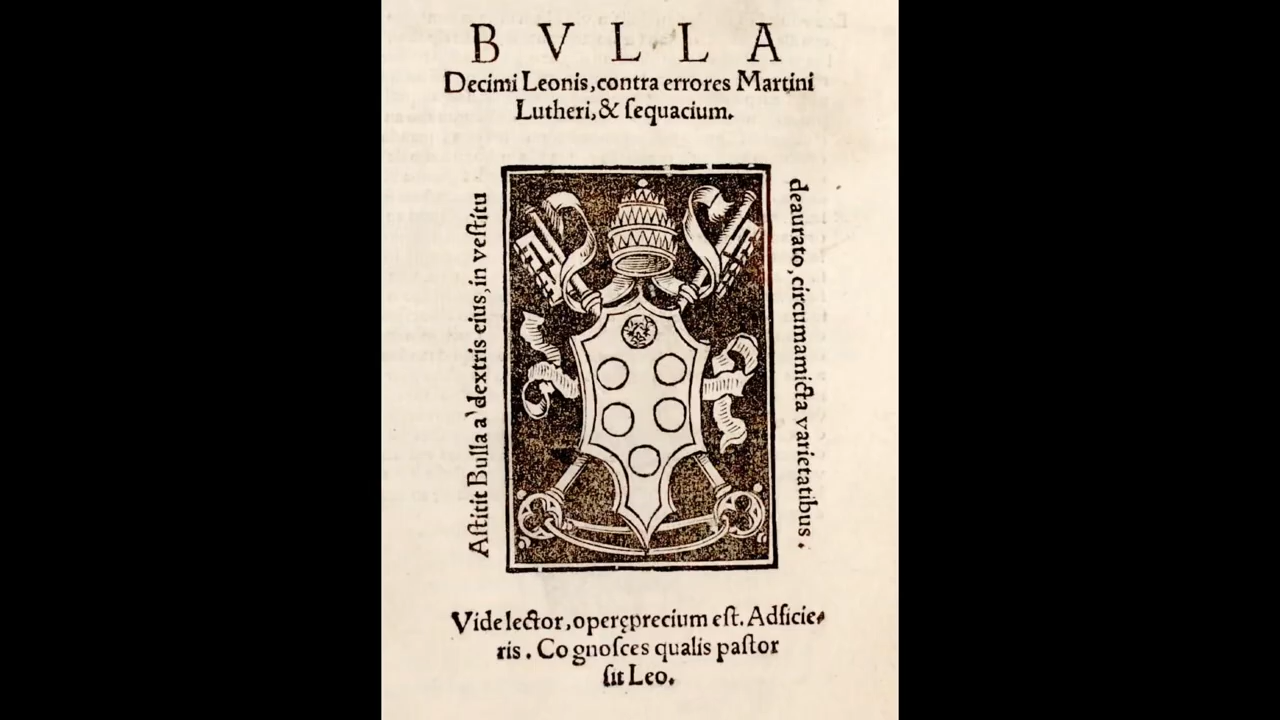 BVLLA
Decimi Leonis, contra errores Martini
Lutheri, & ſequacium.
Aſtitit Bulla a' dextris eius, in veſtitu
deaurato, circumamicta varietatibus.
Vide lector, operęprecium eſt. Adficie-
ris. Cognoſces qualis paſtor
ſit Leo.